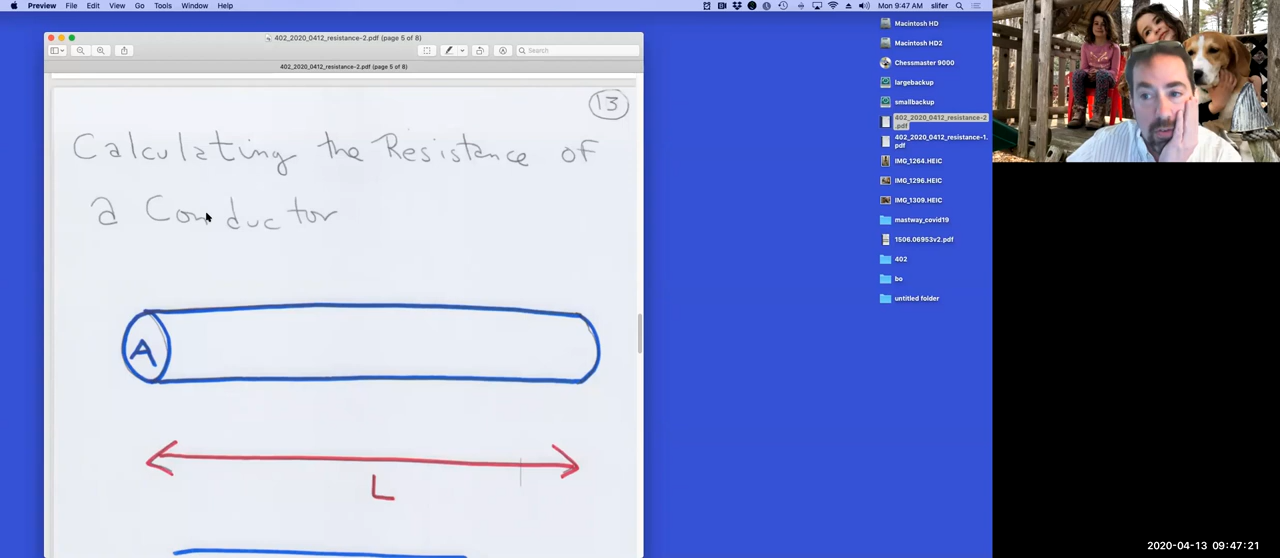 Preview File Edit View Go Tools Window Help
Mon 9:47 AM slifer
402_2020_0412_resistance-2.pdf (page 5 of 8)
Search
402_2020_0412_resistance-2.pdf (page 5 of 8)
13
Calculating the Resistance of
a Conductor
A
L
Macintosh HD
Macintosh HD2
Chessmaster 9000
largebackup
smallbackup
402_2020_0412_resistance-2
.pdf
402_2020_0412_resistance-1.
pdf
IMG_1264.HEIC
IMG_1296.HEIC
IMG_1309.HEIC
mastway_covid19
1506.06953v2.pdf
402
bo
untitled folder
2020-04-13 09:47:21